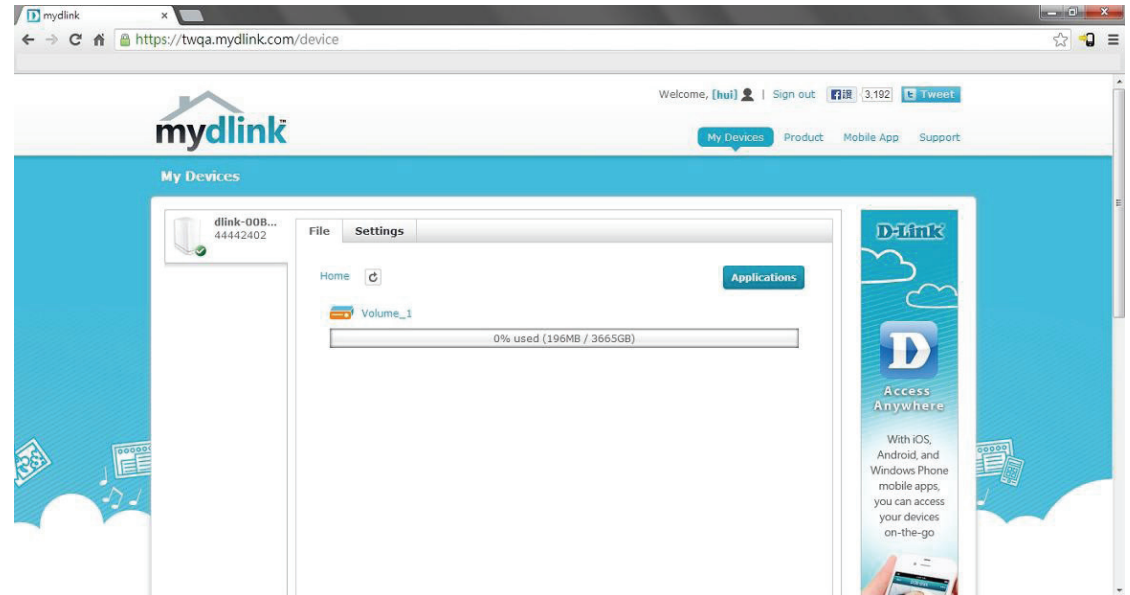 mydlink
https://twqa.mydlink.com/device
Welcome, [hui] | Sign out 讚 3,192 Tweet
mydlink
My Devices Product Mobile App Support
My Devices
dlink-00B...
44442402
File Settings
Home Applications
Volume_1
0% used (196MB / 3665GB)
D-Link
D
Access
Anywhere
With iOS,
Android, and
Windows Phone
mobile apps,
you can access
your devices
on-the-go